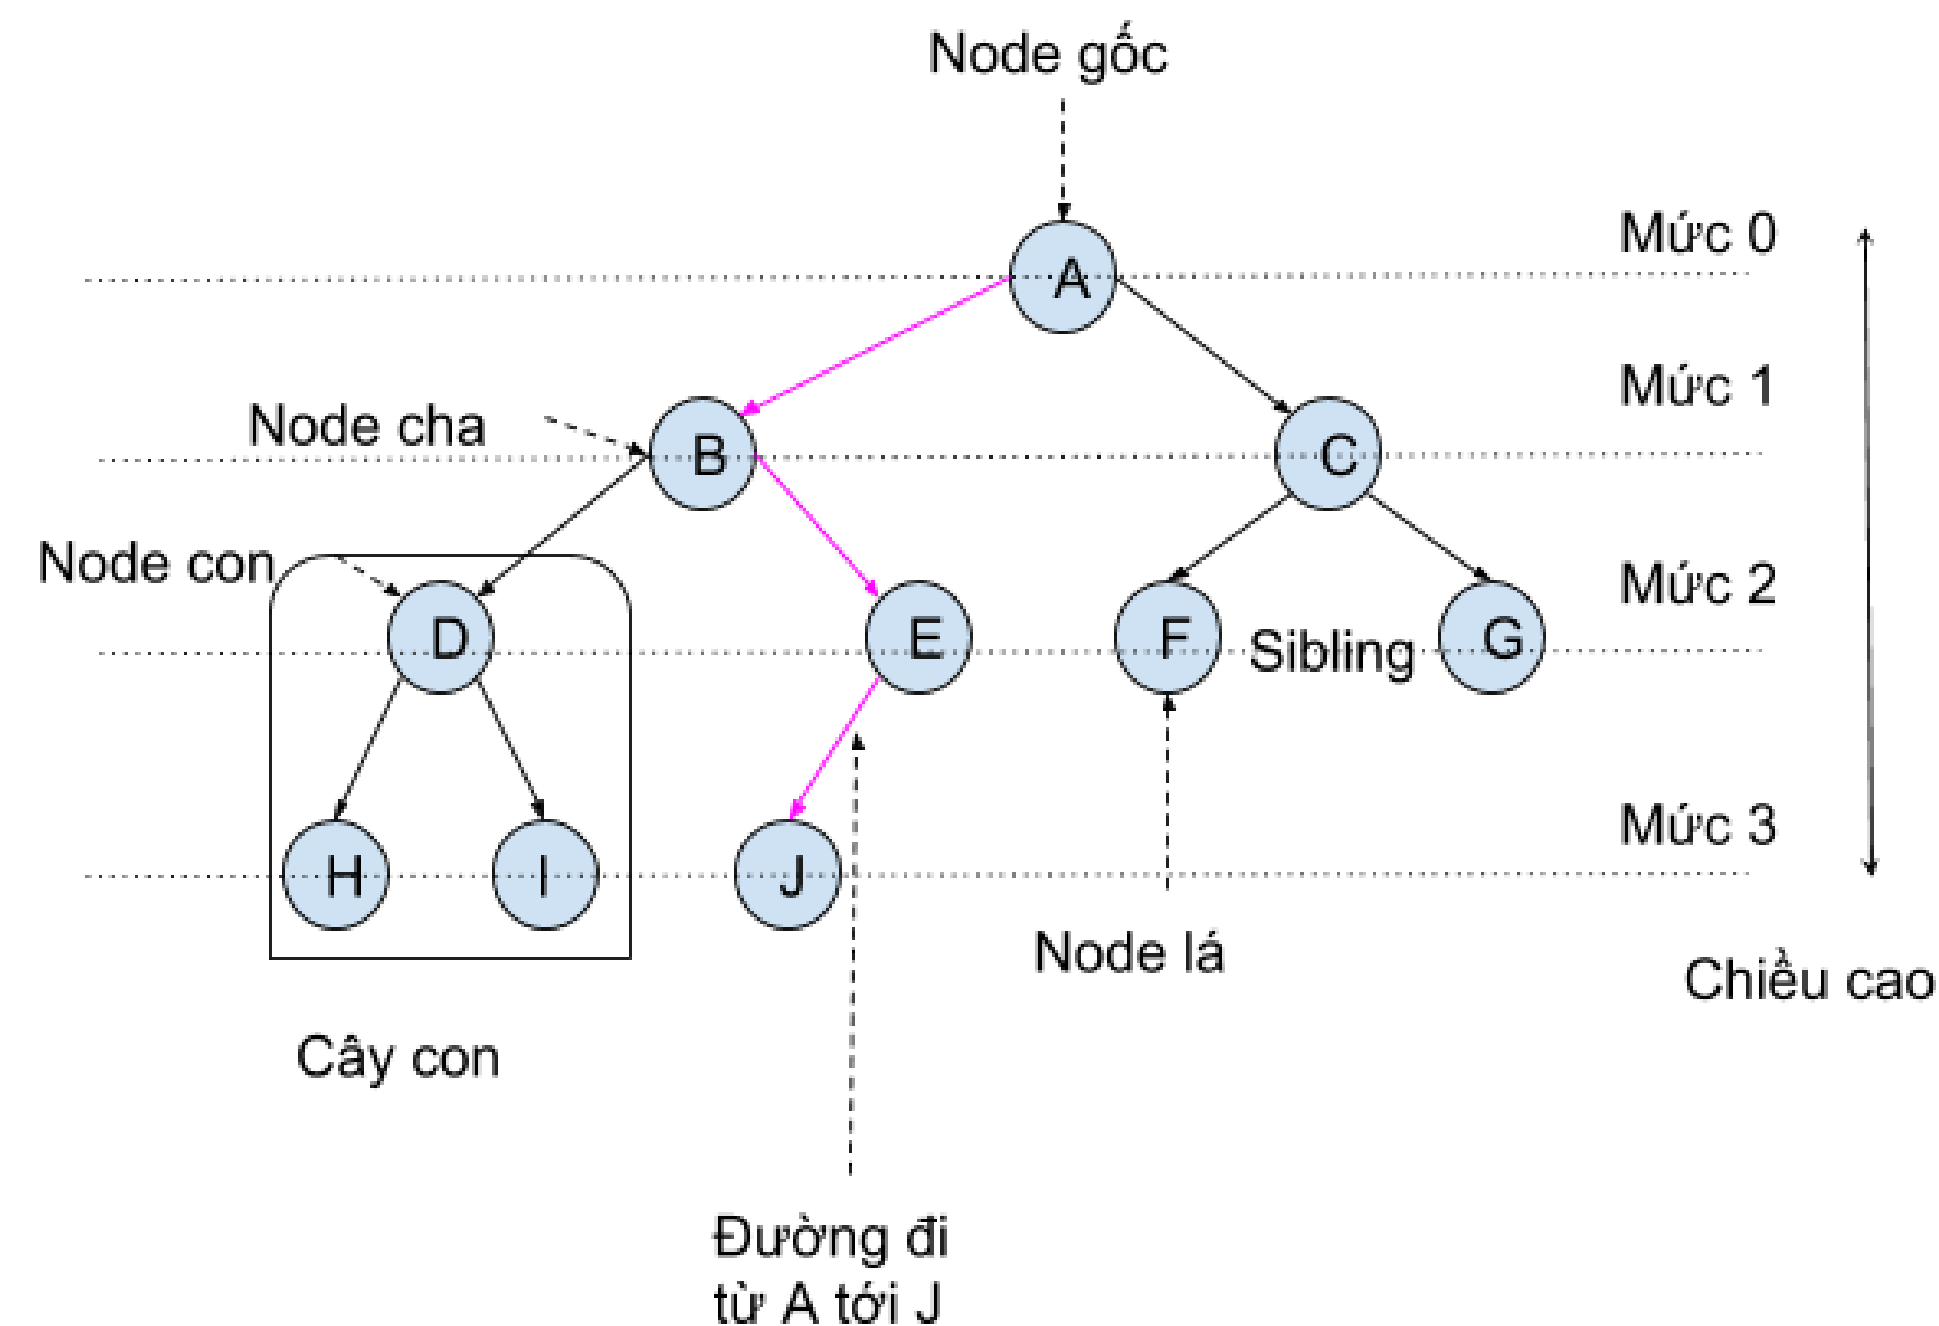 Node gốc
Mức 0
A
Mức 1
Node cha
B
C
Node con
Mức 2
D
E
F
Sibling
G
Mức 3
H
I
J
Node lá
Chiều cao
Cây con
Đường đi
từ A tới J